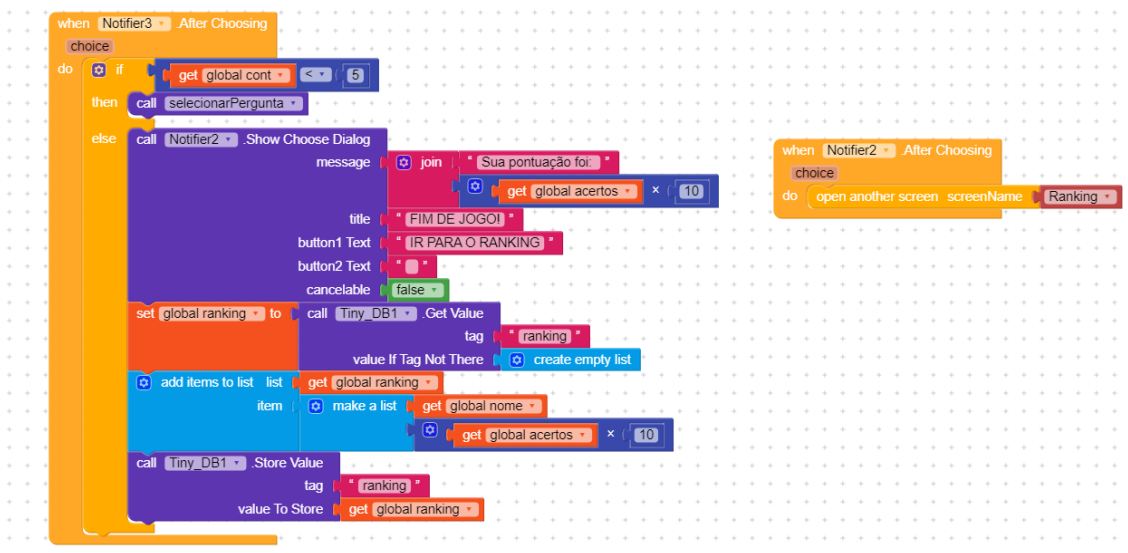 when Notifier3 .After Choosing
choice
do if get global cont < 5
then call selecionarPergunta
else call Notifier2 .Show Choose Dialog
message join " Sua pontuação foi: "
get global acertos × 10
title " FIM DE JOGO! "
button1 Text " IR PARA O RANKING "
button2 Text " "
cancelable false
set global ranking to call Tiny_DB1 .Get Value
tag " ranking "
value If Tag Not There create empty list
add items to list list get global ranking
item make a list get global nome
get global acertos × 10
call Tiny_DB1 .Store Value
tag " ranking "
value To Store get global ranking
when Notifier2 .After Choosing
choice
do open another screen screenName Ranking